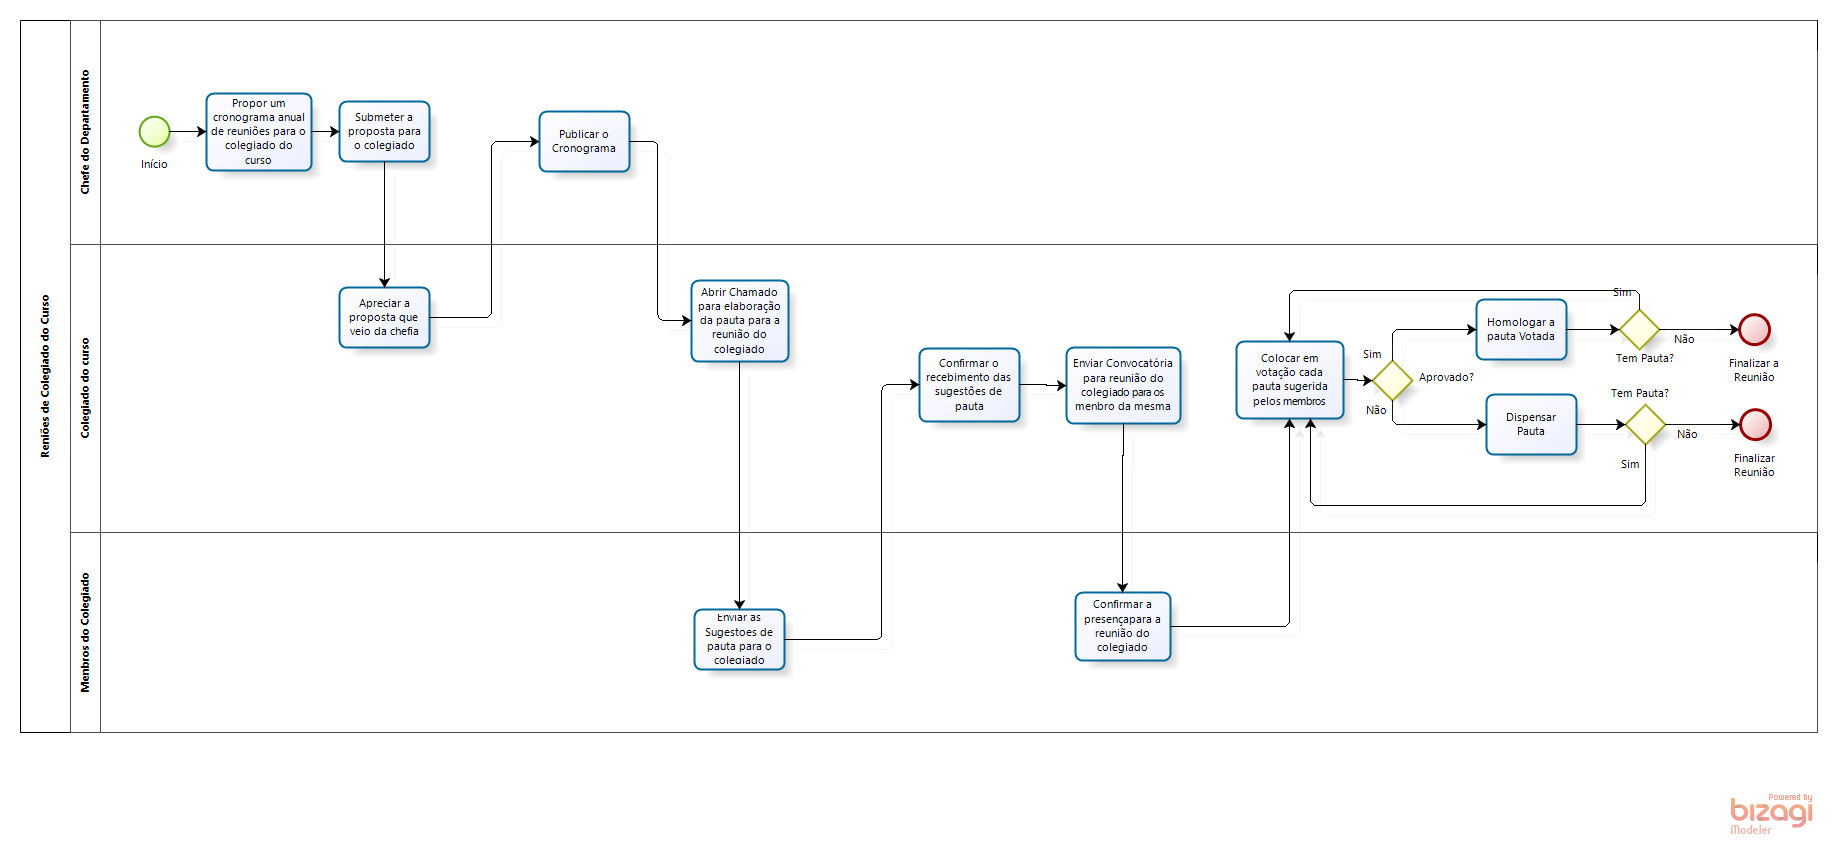 Reniões de Colegiado do Curso
Chefe do Departamento
Início
Propor um
cronograma anual
de reuniões para o
colegiado do
curso
Submeter a
proposta para
o colegiado
Publicar o
Cronograma
Colegiado do curso
Apreciar a
proposta que
veio da chefia
Abrir Chamado
para elaboração
da pauta para a
reunião do
colegiado
Confirmar o
recebimento das
sugestões de
pauta
Enviar Convocatória
para reunião do
colegiado para os
menbro da mesma
Colocar em
votação cada
pauta sugerida
pelos membros
Sim
Aprovado?
Não
Homologar a
pauta Votada
Sim
Tem Pauta?
Não
Finalizar a
Reunião
Dispensar
Pauta
Tem Pauta?
Não
Sim
Finalizar
Reunião
Membros do Colegiado
Enviar as
Sugestoes de
pauta para o
colegiado
Confirmar a
presençapara a
reunião do
colegiado
Powered by
bizagi
Modeler